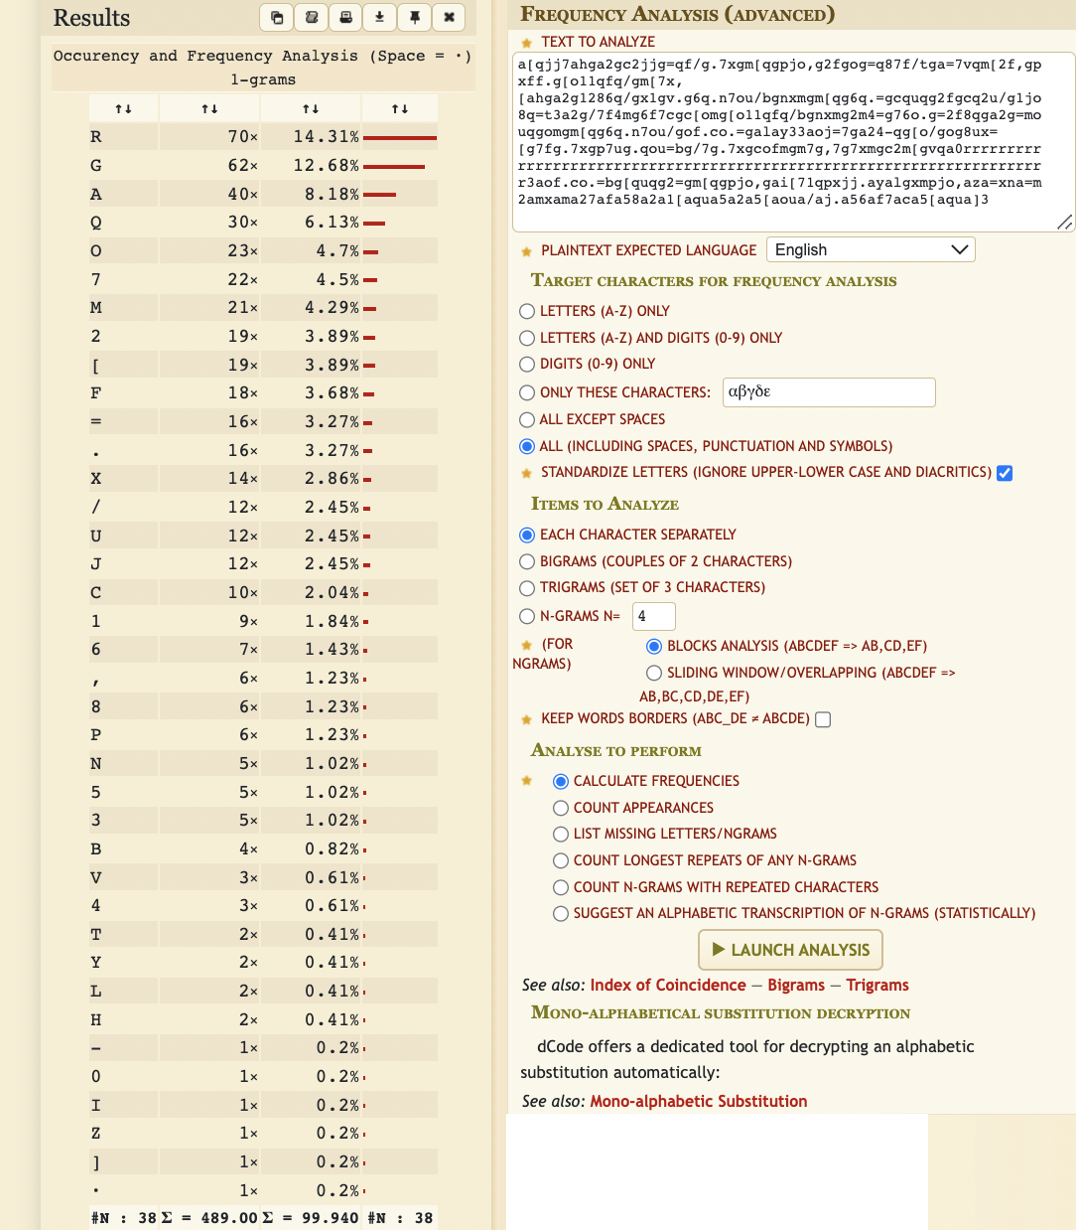 Results
Occurency and Frequency Analysis (Space = ·)
1-grams
↑↓ ↑↓ ↑↓ ↑↓
R 70× 14.31%
G 62× 12.68%
A 40× 8.18%
Q 30× 6.13%
O 23× 4.7%
7 22× 4.5%
M 21× 4.29%
2 19× 3.89%
[ 19× 3.89%
F 18× 3.68%
= 16× 3.27%
. 16× 3.27%
X 14× 2.86%
/ 12× 2.45%
U 12× 2.45%
J 12× 2.45%
C 10× 2.04%
1 9× 1.84%
6 7× 1.43%
, 6× 1.23%
8 6× 1.23%
P 6× 1.23%
N 5× 1.02%
5 5× 1.02%
3 5× 1.02%
B 4× 0.82%
V 3× 0.61%
4 3× 0.61%
T 2× 0.41%
Y 2× 0.41%
L 2× 0.41%
H 2× 0.41%
– 1× 0.2%
0 1× 0.2%
I 1× 0.2%
Z 1× 0.2%
] 1× 0.2%
· 1× 0.2%
#N : 38 Σ = 489.00 Σ = 99.940 #N : 38
Frequency Analysis (advanced)
TEXT TO ANALYZE
a[qjj7ahga2gc2jjg=qf/g.7xgm[qgpjo,g2fgog=q87f/tga=7vqm[2f,gp
xff.g[o11qfq/gm[7x,
[ahga2g1286q/gx1gv.g6q.n7ou/bgnxmgm[qg6q.=gcquqg2fgcq2u/g1jo
8q=t3a2g/7f4mg6f7cgc[omg[o11qfq/bgnxmg2m4=g76o.g=2f8qga2g=mo
uqgomgm[qg6q.n7ou/gof.co.=galay33aoj=7ga24-qg[o/gog8ux=
[g7fg.7xgp7ug.qou=bg/7g.7xgcofmgm7g,7g7xmgc2m[gvqa0rrrrrrrrr
rrrrrrrrrrrrrrrrrrrrrrrrrrrrrrrrrrrrrrrrrrrrrrrrrrrrrrrrrrrr
r3aof.co.=bg[quqg2=gm[qgpjo,gai[71qpxjj.ayalgxmpjo,aza=xna=m
2amxama27afa58a2a1[aqua5a2a5[aoua/aj.a56af7aca5[aqua]3
PLAINTEXT EXPECTED LANGUAGE English
Target characters for frequency analysis
LETTERS (A-Z) ONLY
LETTERS (A-Z) AND DIGITS (0-9) ONLY
DIGITS (0-9) ONLY
ONLY THESE CHARACTERS: αβγδε
ALL EXCEPT SPACES
ALL (INCLUDING SPACES, PUNCTUATION AND SYMBOLS)
STANDARDIZE LETTERS (IGNORE UPPER-LOWER CASE AND DIACRITICS)
Items to Analyze
EACH CHARACTER SEPARATELY
BIGRAMS (COUPLES OF 2 CHARACTERS)
TRIGRAMS (SET OF 3 CHARACTERS)
N-GRAMS N= 4
(FOR NGRAMS) BLOCKS ANALYSIS (ABCDEF => AB,CD,EF)
SLIDING WINDOW/OVERLAPPING (ABCDEF =>
AB,BC,CD,DE,EF)
KEEP WORDS BORDERS (ABC_DE ≠ ABCDE)
Analyse to perform
CALCULATE FREQUENCIES
COUNT APPEARANCES
LIST MISSING LETTERS/NGRAMS
COUNT LONGEST REPEATS OF ANY N-GRAMS
COUNT N-GRAMS WITH REPEATED CHARACTERS
SUGGEST AN ALPHABETIC TRANSCRIPTION OF N-GRAMS (STATISTICALLY)
▶ LAUNCH ANALYSIS
See also: Index of Coincidence – Bigrams – Trigrams
Mono-alphabetical substitution decryption
dCode offers a dedicated tool for decrypting an alphabetic
substitution automatically:
See also: Mono-alphabetic Substitution